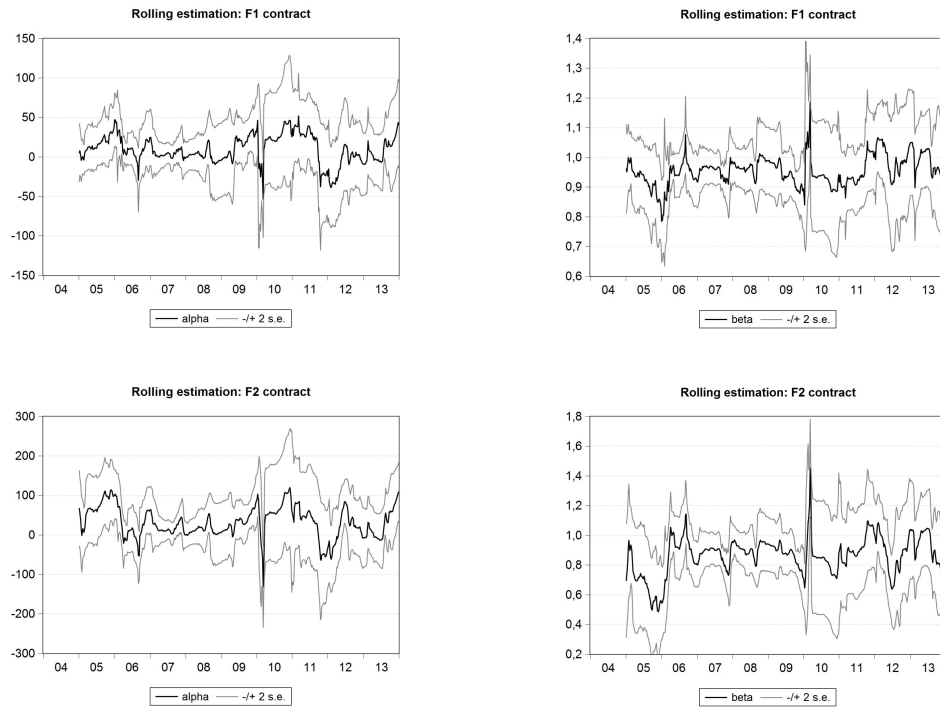 Rolling estimation: F1 contract
150
100
50
0
-50
-100
-150
04 05 06 07 08 09 10 11 12 13
alpha -/+ 2 s.e.
Rolling estimation: F1 contract
1,4
1,3
1,2
1,1
1,0
0,9
0,8
0,7
0,6
04 05 06 07 08 09 10 11 12 13
beta -/+ 2 s.e.
Rolling estimation: F2 contract
300
200
100
0
-100
-200
-300
04 05 06 07 08 09 10 11 12 13
alpha -/+ 2 s.e.
Rolling estimation: F2 contract
1,8
1,6
1,4
1,2
1,0
0,8
0,6
0,4
0,2
04 05 06 07 08 09 10 11 12 13
beta -/+ 2 s.e.